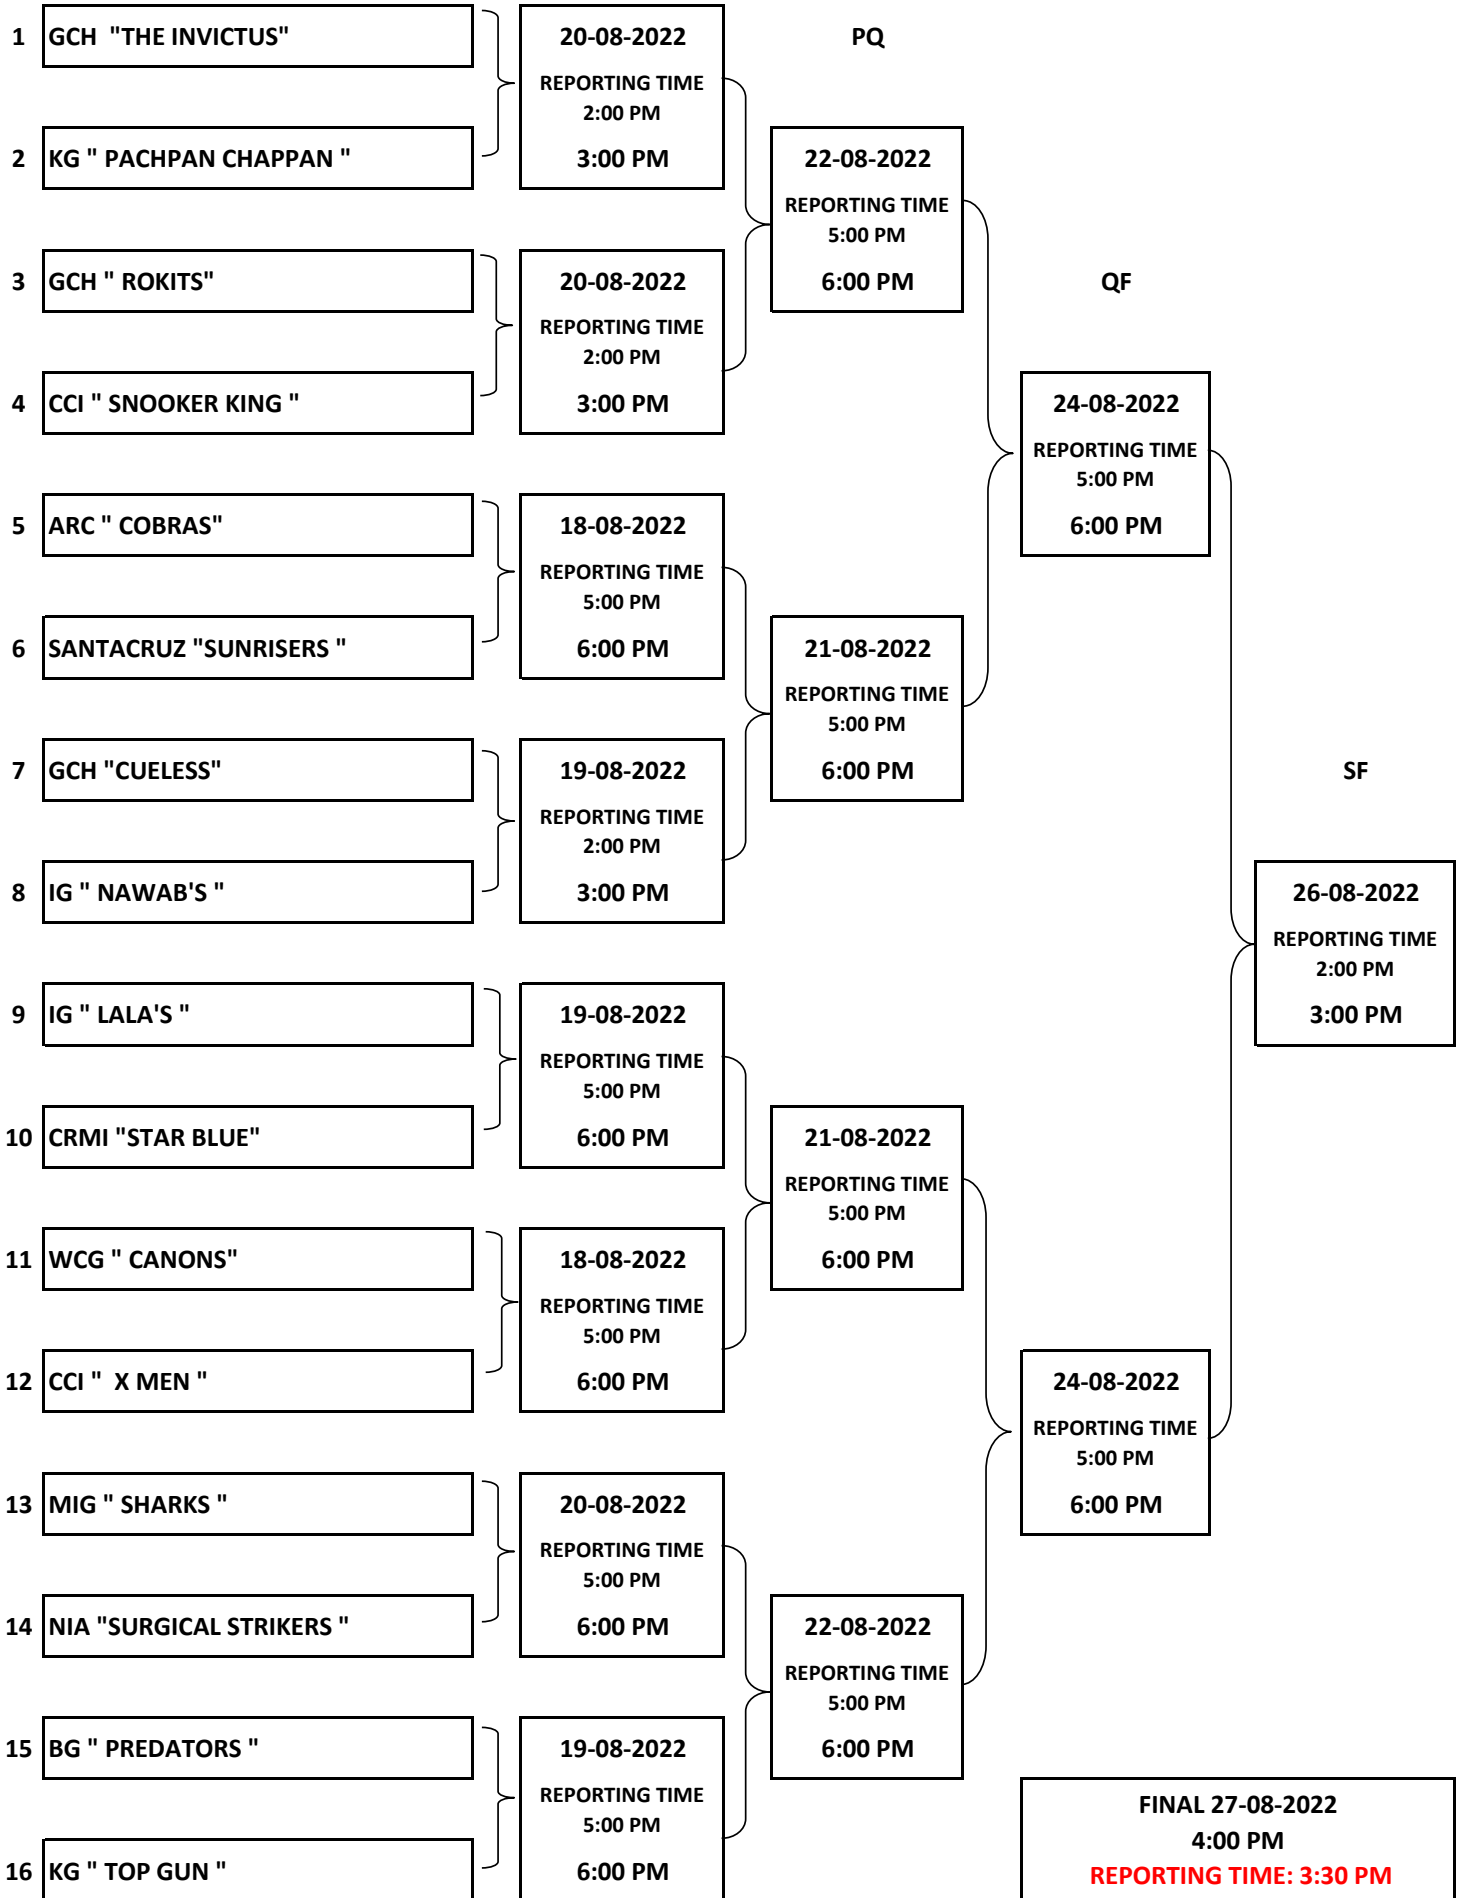 1 GCH "THE INVICTUS" 20-08-2022 PQ
REPORTING TIME
2:00 PM
2 KG " PACHPAN CHAPPAN " 3:00 PM 22-08-2022
REPORTING TIME
5:00 PM
3 GCH " ROKITS" 20-08-2022 6:00 PM QF
REPORTING TIME
2:00 PM
4 CCI " SNOOKER KING " 3:00 PM 24-08-2022
REPORTING TIME
5:00 PM
5 ARC " COBRAS" 18-08-2022 6:00 PM
REPORTING TIME
5:00 PM
6 SANTACRUZ "SUNRISERS " 6:00 PM 21-08-2022
REPORTING TIME
5:00 PM
7 GCH "CUELESS" 19-08-2022 6:00 PM SF
REPORTING TIME
2:00 PM
8 IG " NAWAB'S " 3:00 PM 26-08-2022
REPORTING TIME
2:00 PM
9 IG " LALA'S " 19-08-2022 3:00 PM
REPORTING TIME
5:00 PM
10 CRMI "STAR BLUE" 6:00 PM 21-08-2022
REPORTING TIME
5:00 PM
11 WCG " CANONS" 18-08-2022 6:00 PM
REPORTING TIME
5:00 PM
12 CCI "  X MEN " 6:00 PM 24-08-2022
REPORTING TIME
5:00 PM
13 MIG " SHARKS " 20-08-2022 6:00 PM
REPORTING TIME
5:00 PM
14 NIA "SURGICAL STRIKERS " 6:00 PM 22-08-2022
REPORTING TIME
5:00 PM
15 BG " PREDATORS " 19-08-2022 6:00 PM
REPORTING TIME
5:00 PM
16 KG " TOP GUN " 6:00 PM
FINAL 27-08-2022
4:00 PM
REPORTING TIME: 3:30 PM